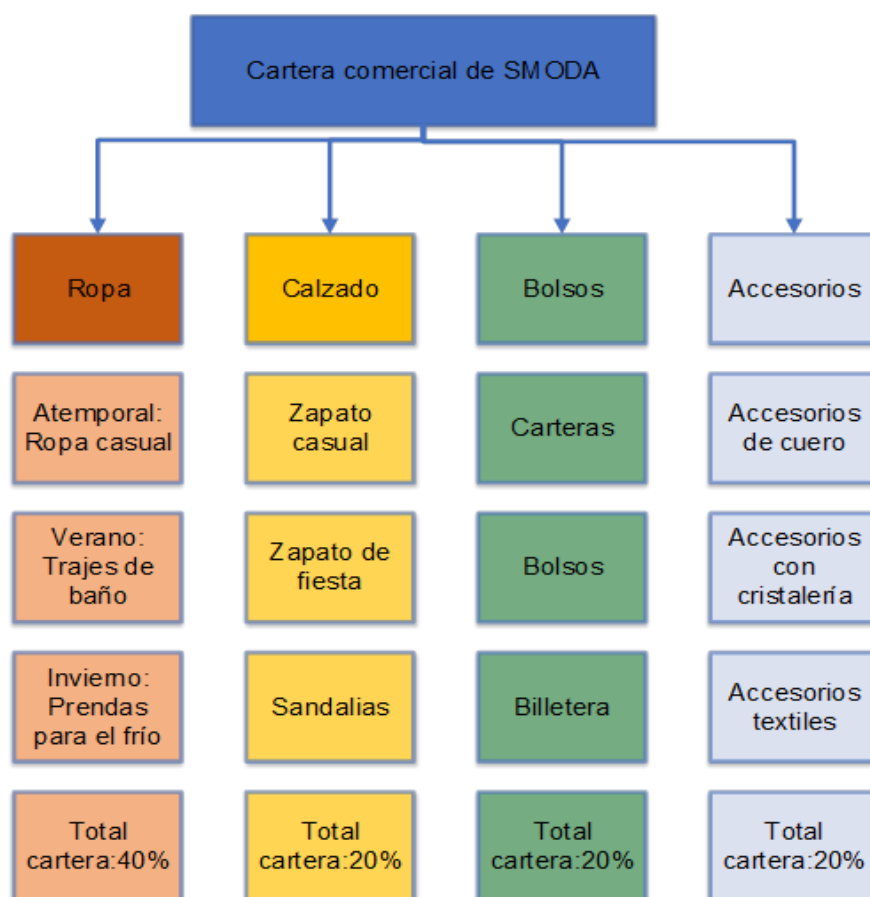 Cartera comercial de SMODA
Ropa
Calzado
Bolsos
Accesorios
Atemporal:
Ropa casual
Zapato
casual
Carteras
Accesorios
de cuero
Verano:
Trajes de
baño
Zapato de
fiesta
Bolsos
Accesorios
con
cristalería
Invierno:
Prendas
para el frío
Sandalias
Billetera
Accesorios
textiles
Total
cartera:40%
Total
cartera:20%
Total
cartera:20%
Total
cartera:20%